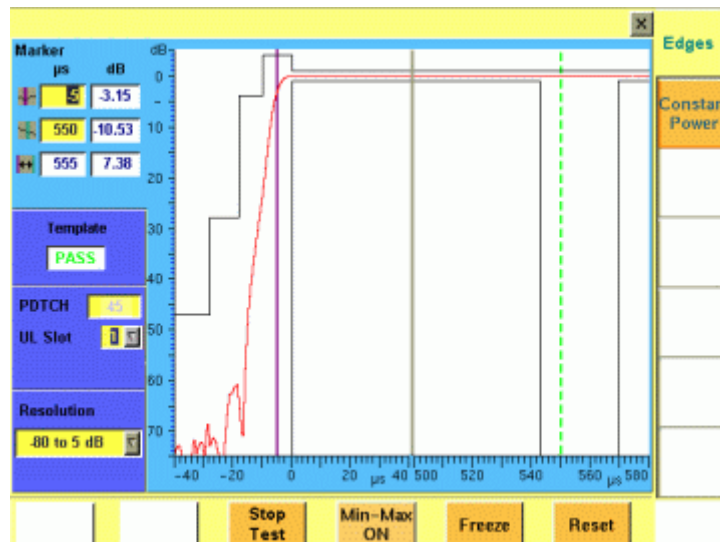 Edges
Marker
µs dB
5 -3.15
550 -10.53
555 7.38
Template
PASS
PDTCH 45
UL Slot 1
Resolution
-80 to 5 dB
dB
0
10
20
30
50
60
70
-40 -20 0 20 µs 40 500 520 540 560 µs 580
Constan
Power
Stop
Test
Min-Max
ON
Freeze
Reset